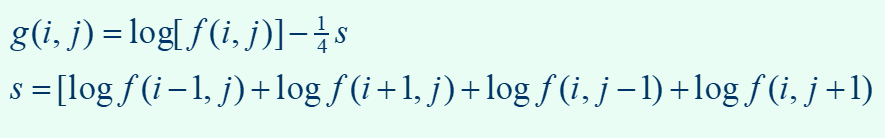 g(i, j) = log[f(i, j)] − ¼ s
s = [log f(i−1, j) + log f(i+1, j) + log f(i, j−1) + log f(i, j+1)